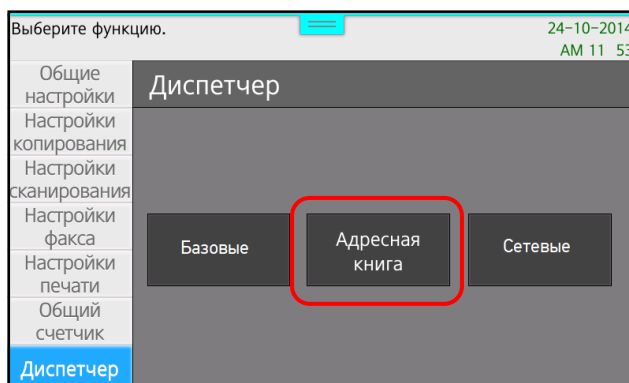 Выберите функцию.
24-10-2014
AM 11 53
Общие
настройки
Настройки
копирования
Настройки
сканирования
Настройки
факса
Настройки
печати
Общий
счетчик
Диспетчер
Диспетчер
Базовые
Адресная
книга
Сетевые